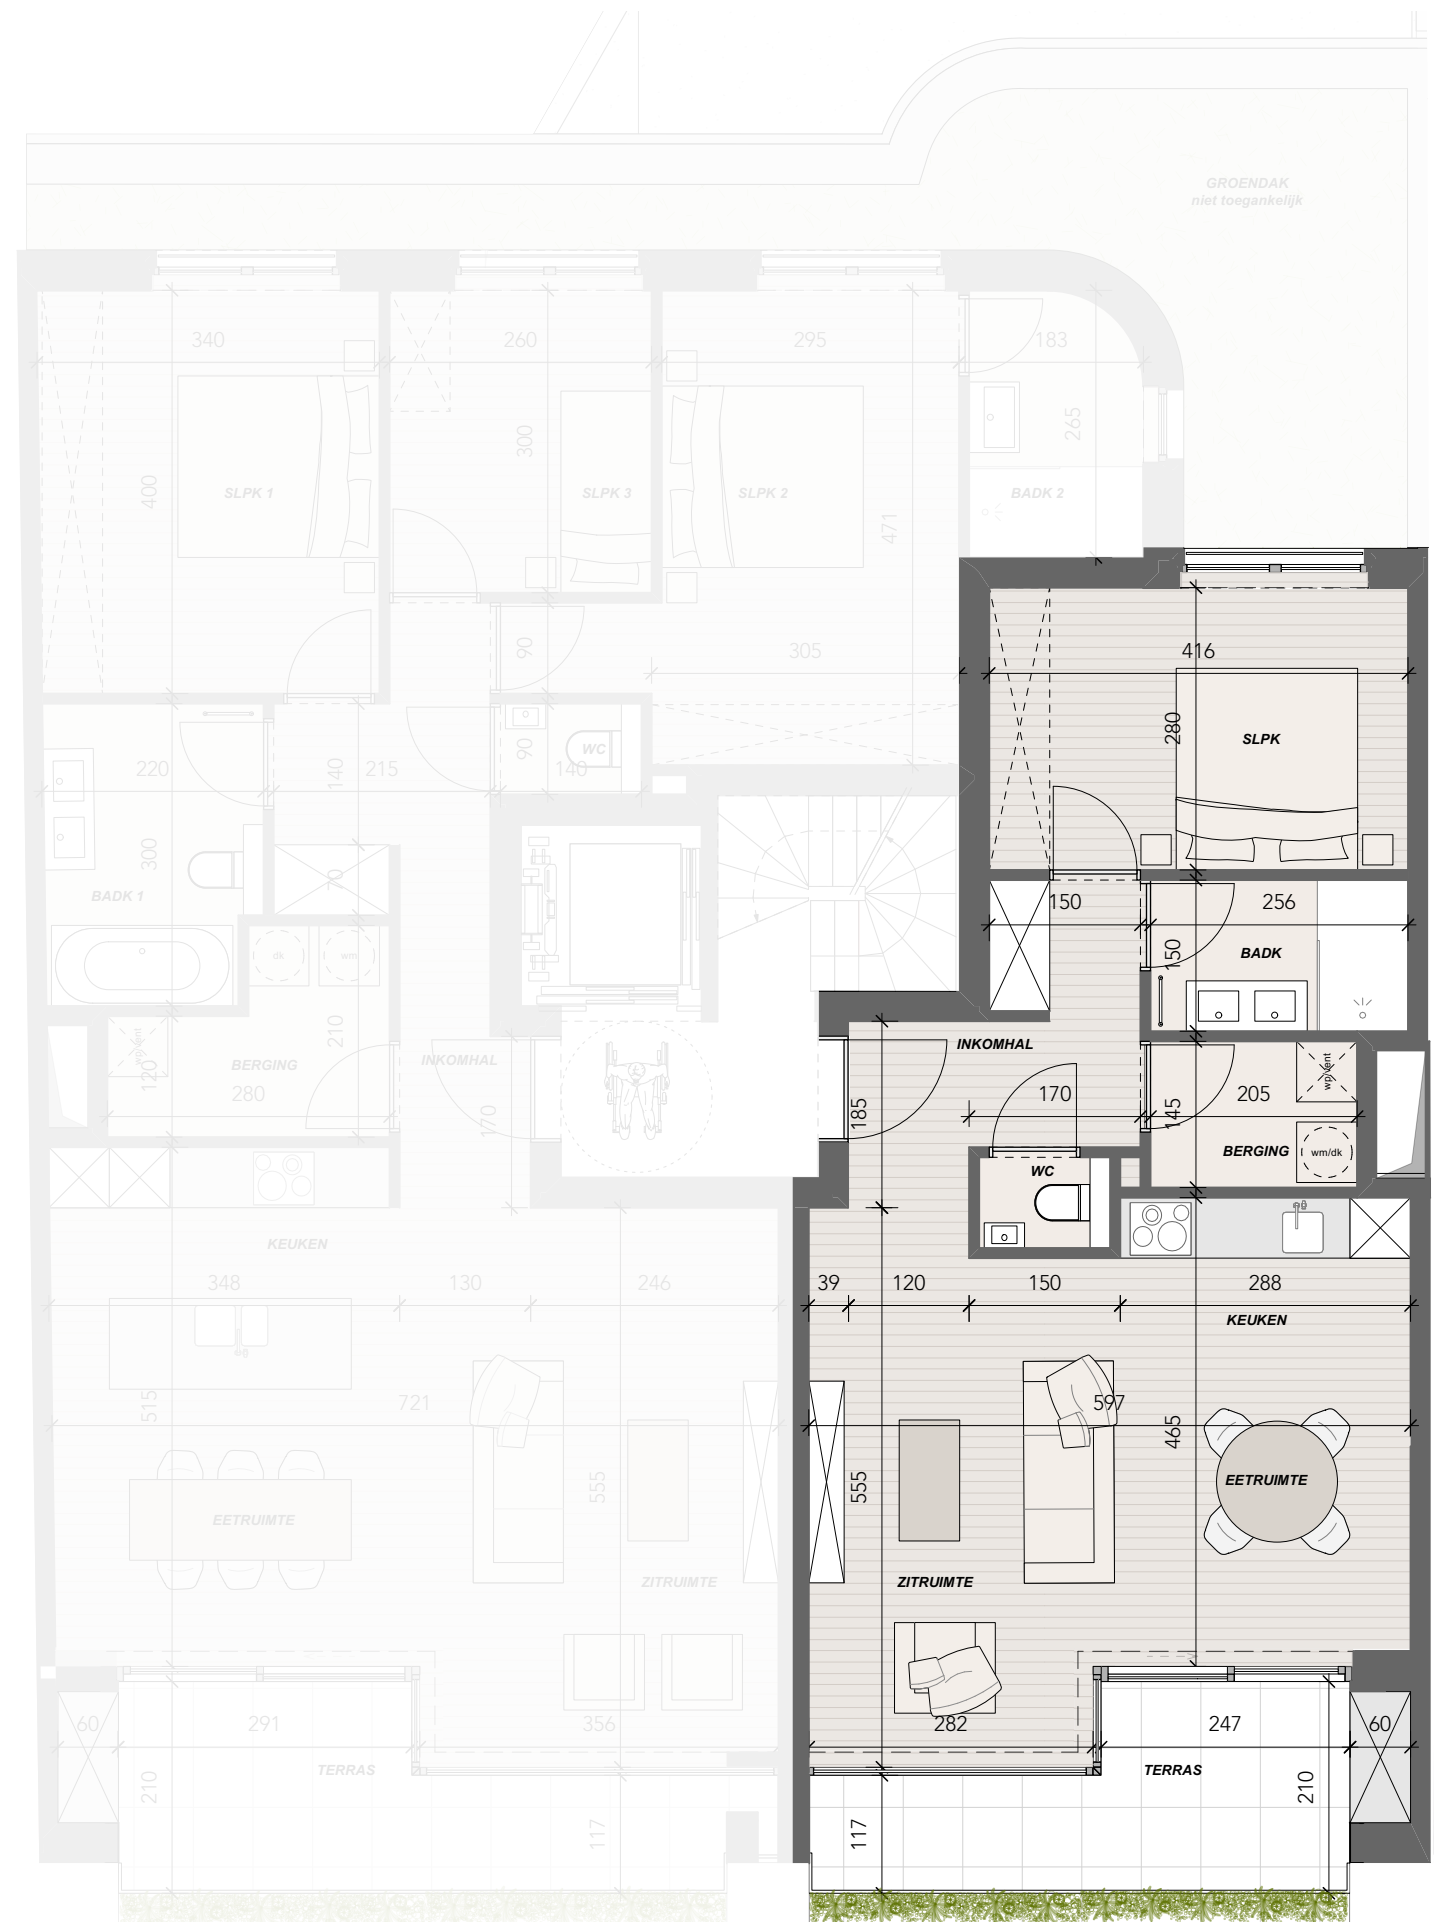 GROENDAK
niet toegankelijk
340
260
295
183
265
300
400
SLPK 1
SLPK 3
SLPK 2
BADK 2
471
90
305
416
280
SLPK
90
WC
140
220
140
215
300
70
BADK 1
150
256
150
BADK
dk
wm
210
wp/vent
120
BERGING
280
INKOMHAL
170
INKOMHAL
185
170
145
205
wp/vent
BERGING
wm/dk
WC
KEUKEN
348
130
246
39
120
150
288
KEUKEN
515
721
597
465
555
555
EETRUIMTE
EETRUIMTE
ZITRUIMTE
ZITRUIMTE
60
291
356
282
247
60
TERRAS
TERRAS
210
210
117
117